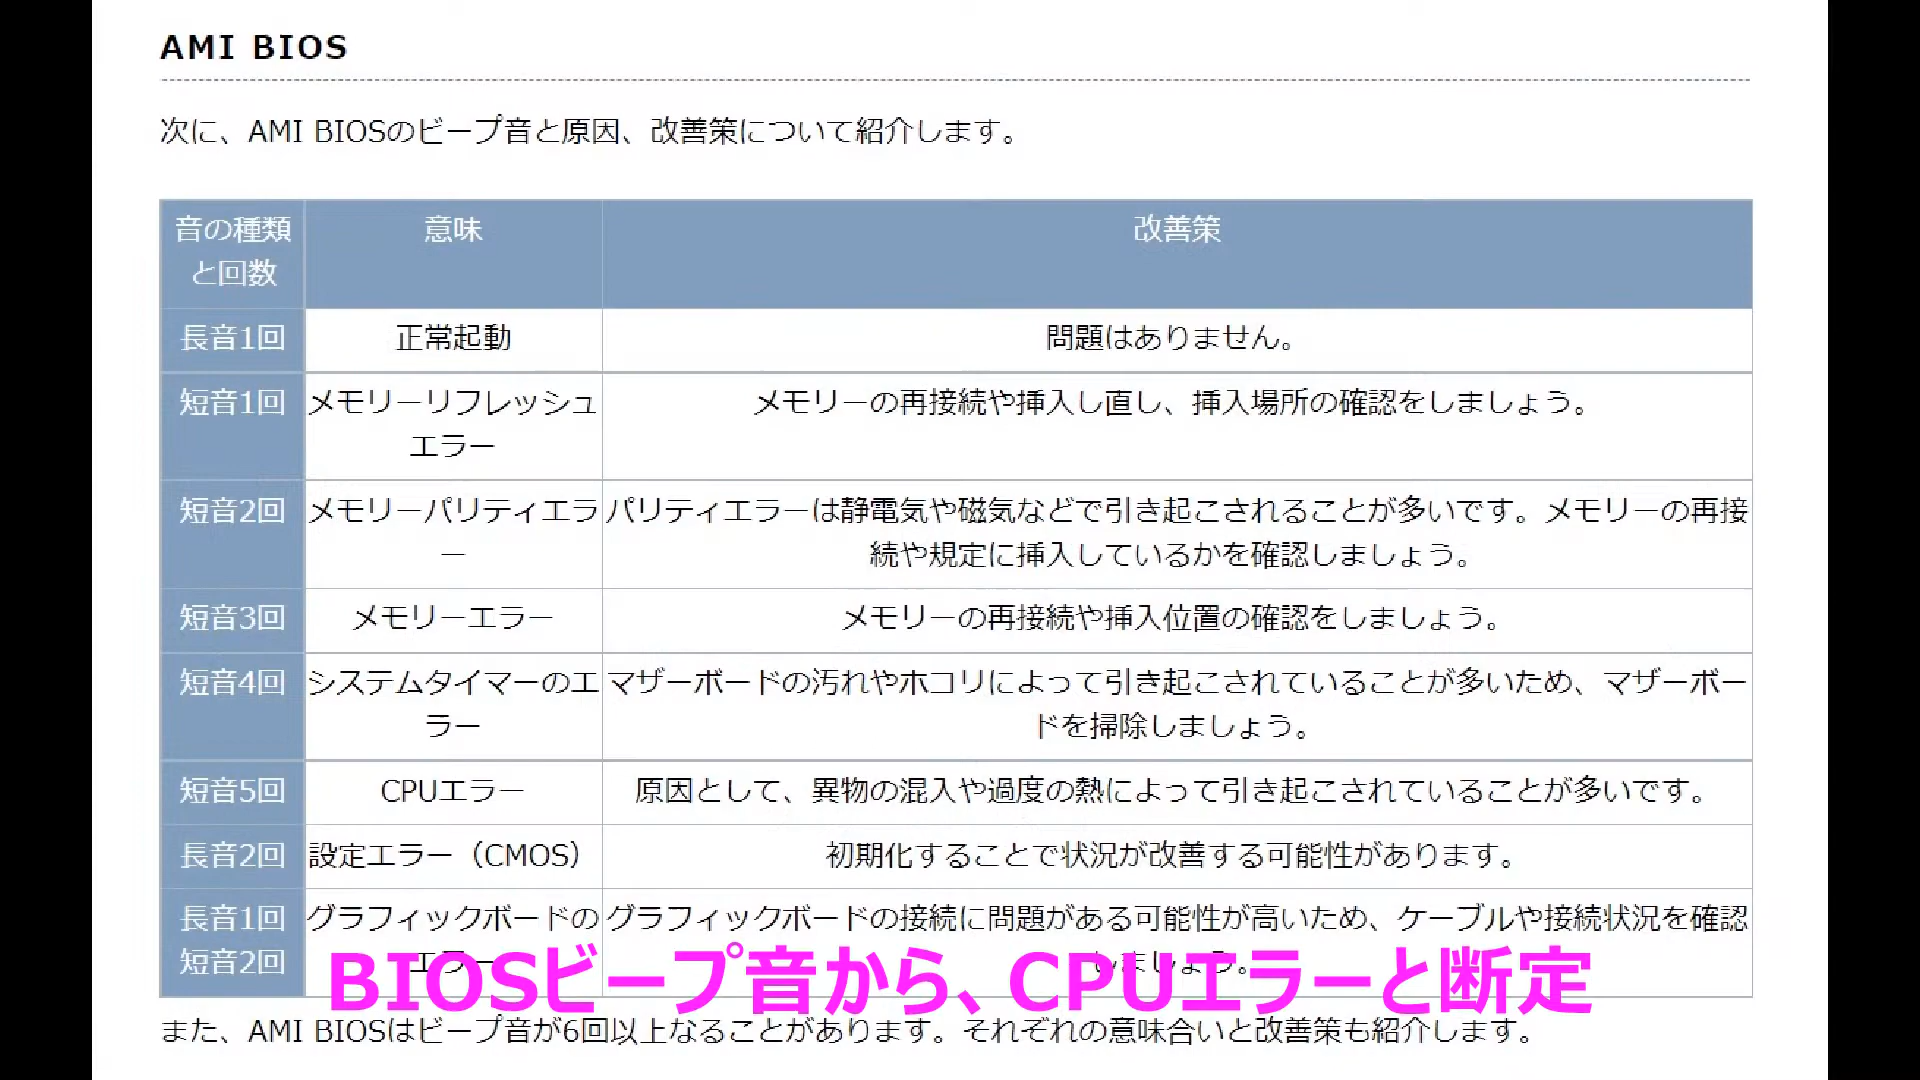 AMI BIOS
次に、AMI BIOSのビープ音と原因、改善策について紹介します。
音の種類
と回数
意味
改善策
長音1回
正常起動
問題はありません。
短音1回
メモリーリフレッシュ
エラー
メモリーの再接続や挿入し直し、挿入場所の確認をしましょう。
短音2回
メモリーパリティエラ
ー
パリティエラーは静電気や磁気などで引き起こされることが多いです。メモリーの再接
続や規定に挿入しているかを確認しましょう。
短音3回
メモリーエラー
メモリーの再接続や挿入位置の確認をしましょう。
短音4回
システムタイマーのエ
ラー
マザーボードの汚れやホコリによって引き起こされていることが多いため、マザーボー
ドを掃除しましょう。
短音5回
CPUエラー
原因として、異物の混入や過度の熱によって引き起こされていることが多いです。
長音2回
設定エラー（CMOS）
初期化することで状況が改善する可能性があります。
長音1回
短音2回
グラフィックボードの
エラー
グラフィックボードの接続に問題がある可能性が高いため、ケーブルや接続状況を確認
しましょう。
BIOSビープ音から、CPUエラーと断定
また、AMI BIOSはビープ音が6回以上なることがあります。それぞれの意味合いと改善策も紹介します。